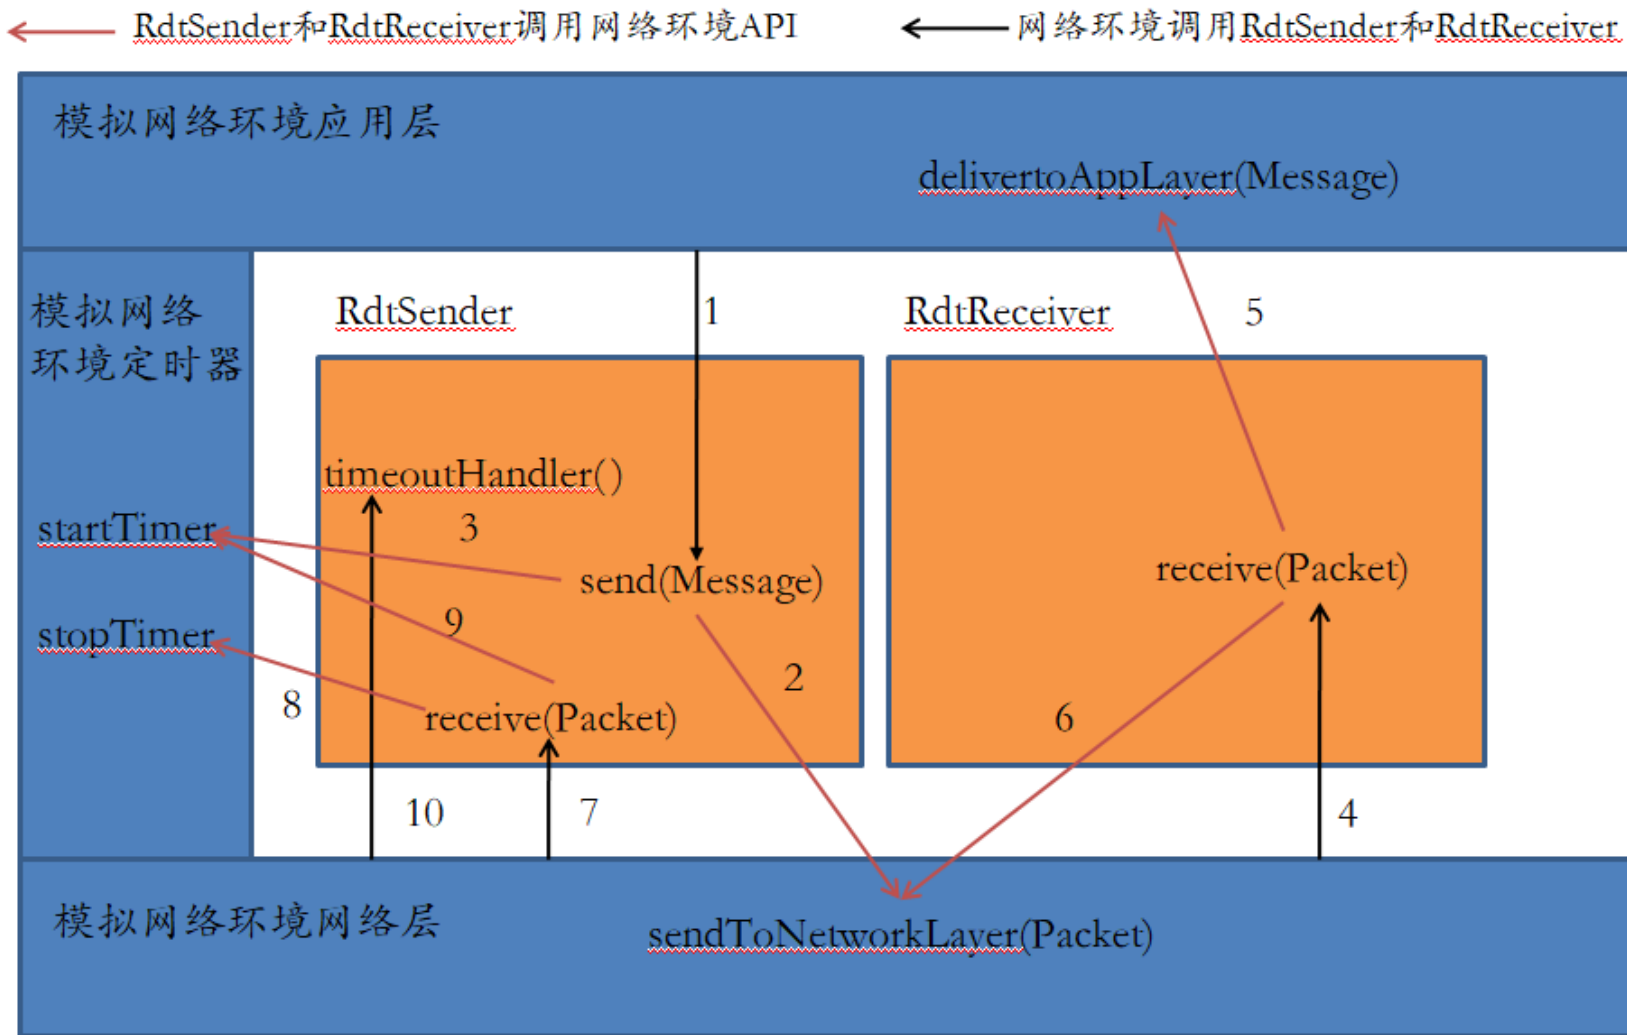 RdtSender和RdtReceiver调用网络环境API
网络环境调用RdtSender和RdtReceiver
模拟网络环境应用层
delivertoAppLayer(Message)
模拟网络
环境定时器
RdtSender
1
RdtReceiver
5
timeoutHandler()
startTimer
3
send(Message)
receive(Packet)
stopTimer
9
2
8
receive(Packet)
6
10
7
4
模拟网络环境网络层
sendToNetworkLayer(Packet)